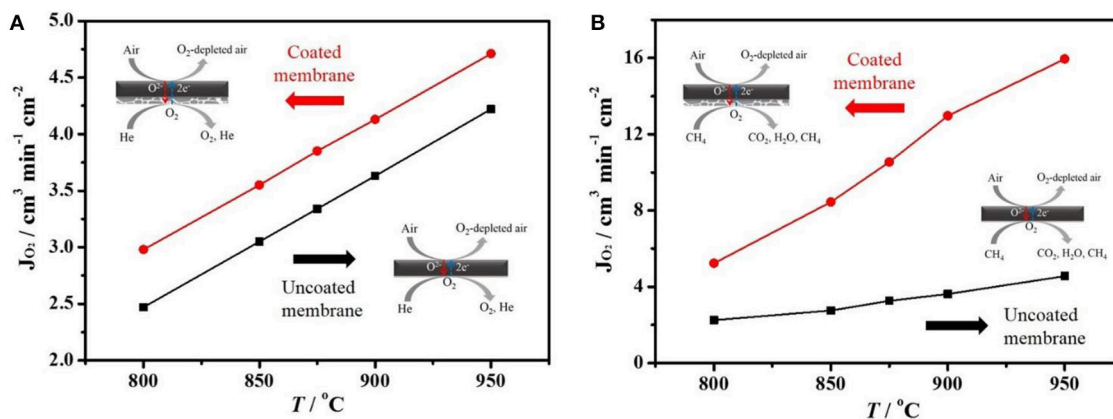 A
5.0
4.5
4.0
3.5
3.0
2.5
2.0
J_O₂ / cm³ min⁻¹ cm⁻²
800 850 900 950
T / °C
Air O₂-depleted air
O²⁻ 2e⁻
O₂
He O₂, He
Coated
membrane
Air O₂-depleted air
O²⁻ 2e⁻
O₂
He O₂, He
Uncoated
membrane
B
16
12
8
4
0
J_O₂ / cm³ min⁻¹ cm⁻²
800 850 900 950
T / °C
Air O₂-depleted air
O²⁻ 2e⁻
O₂
CH₄ CO₂, H₂O, CH₄
Coated
membrane
Air O₂-depleted air
O²⁻ 2e⁻
O₂
CH₄ CO₂, H₂O, CH₄
Uncoated
membrane